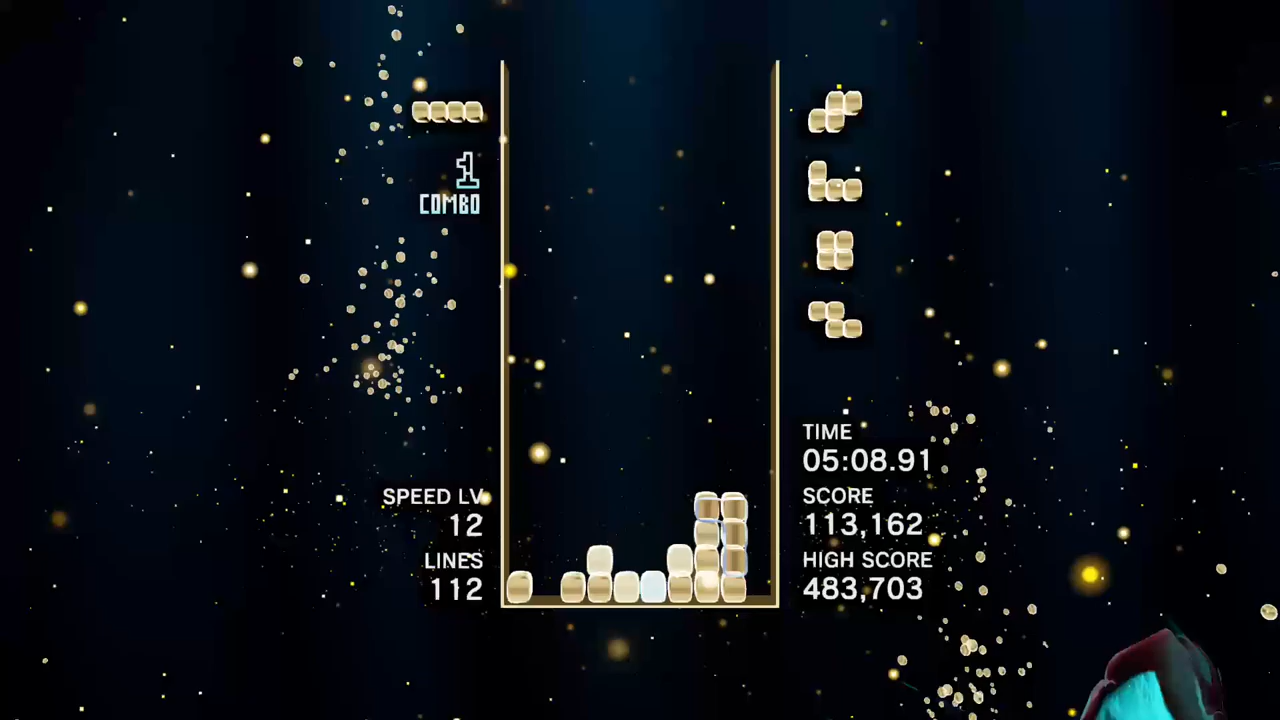 1
COMBO
SPEED LV
12
LINES
112
TIME
05:08.91
SCORE
113,162
HIGH SCORE
483,703